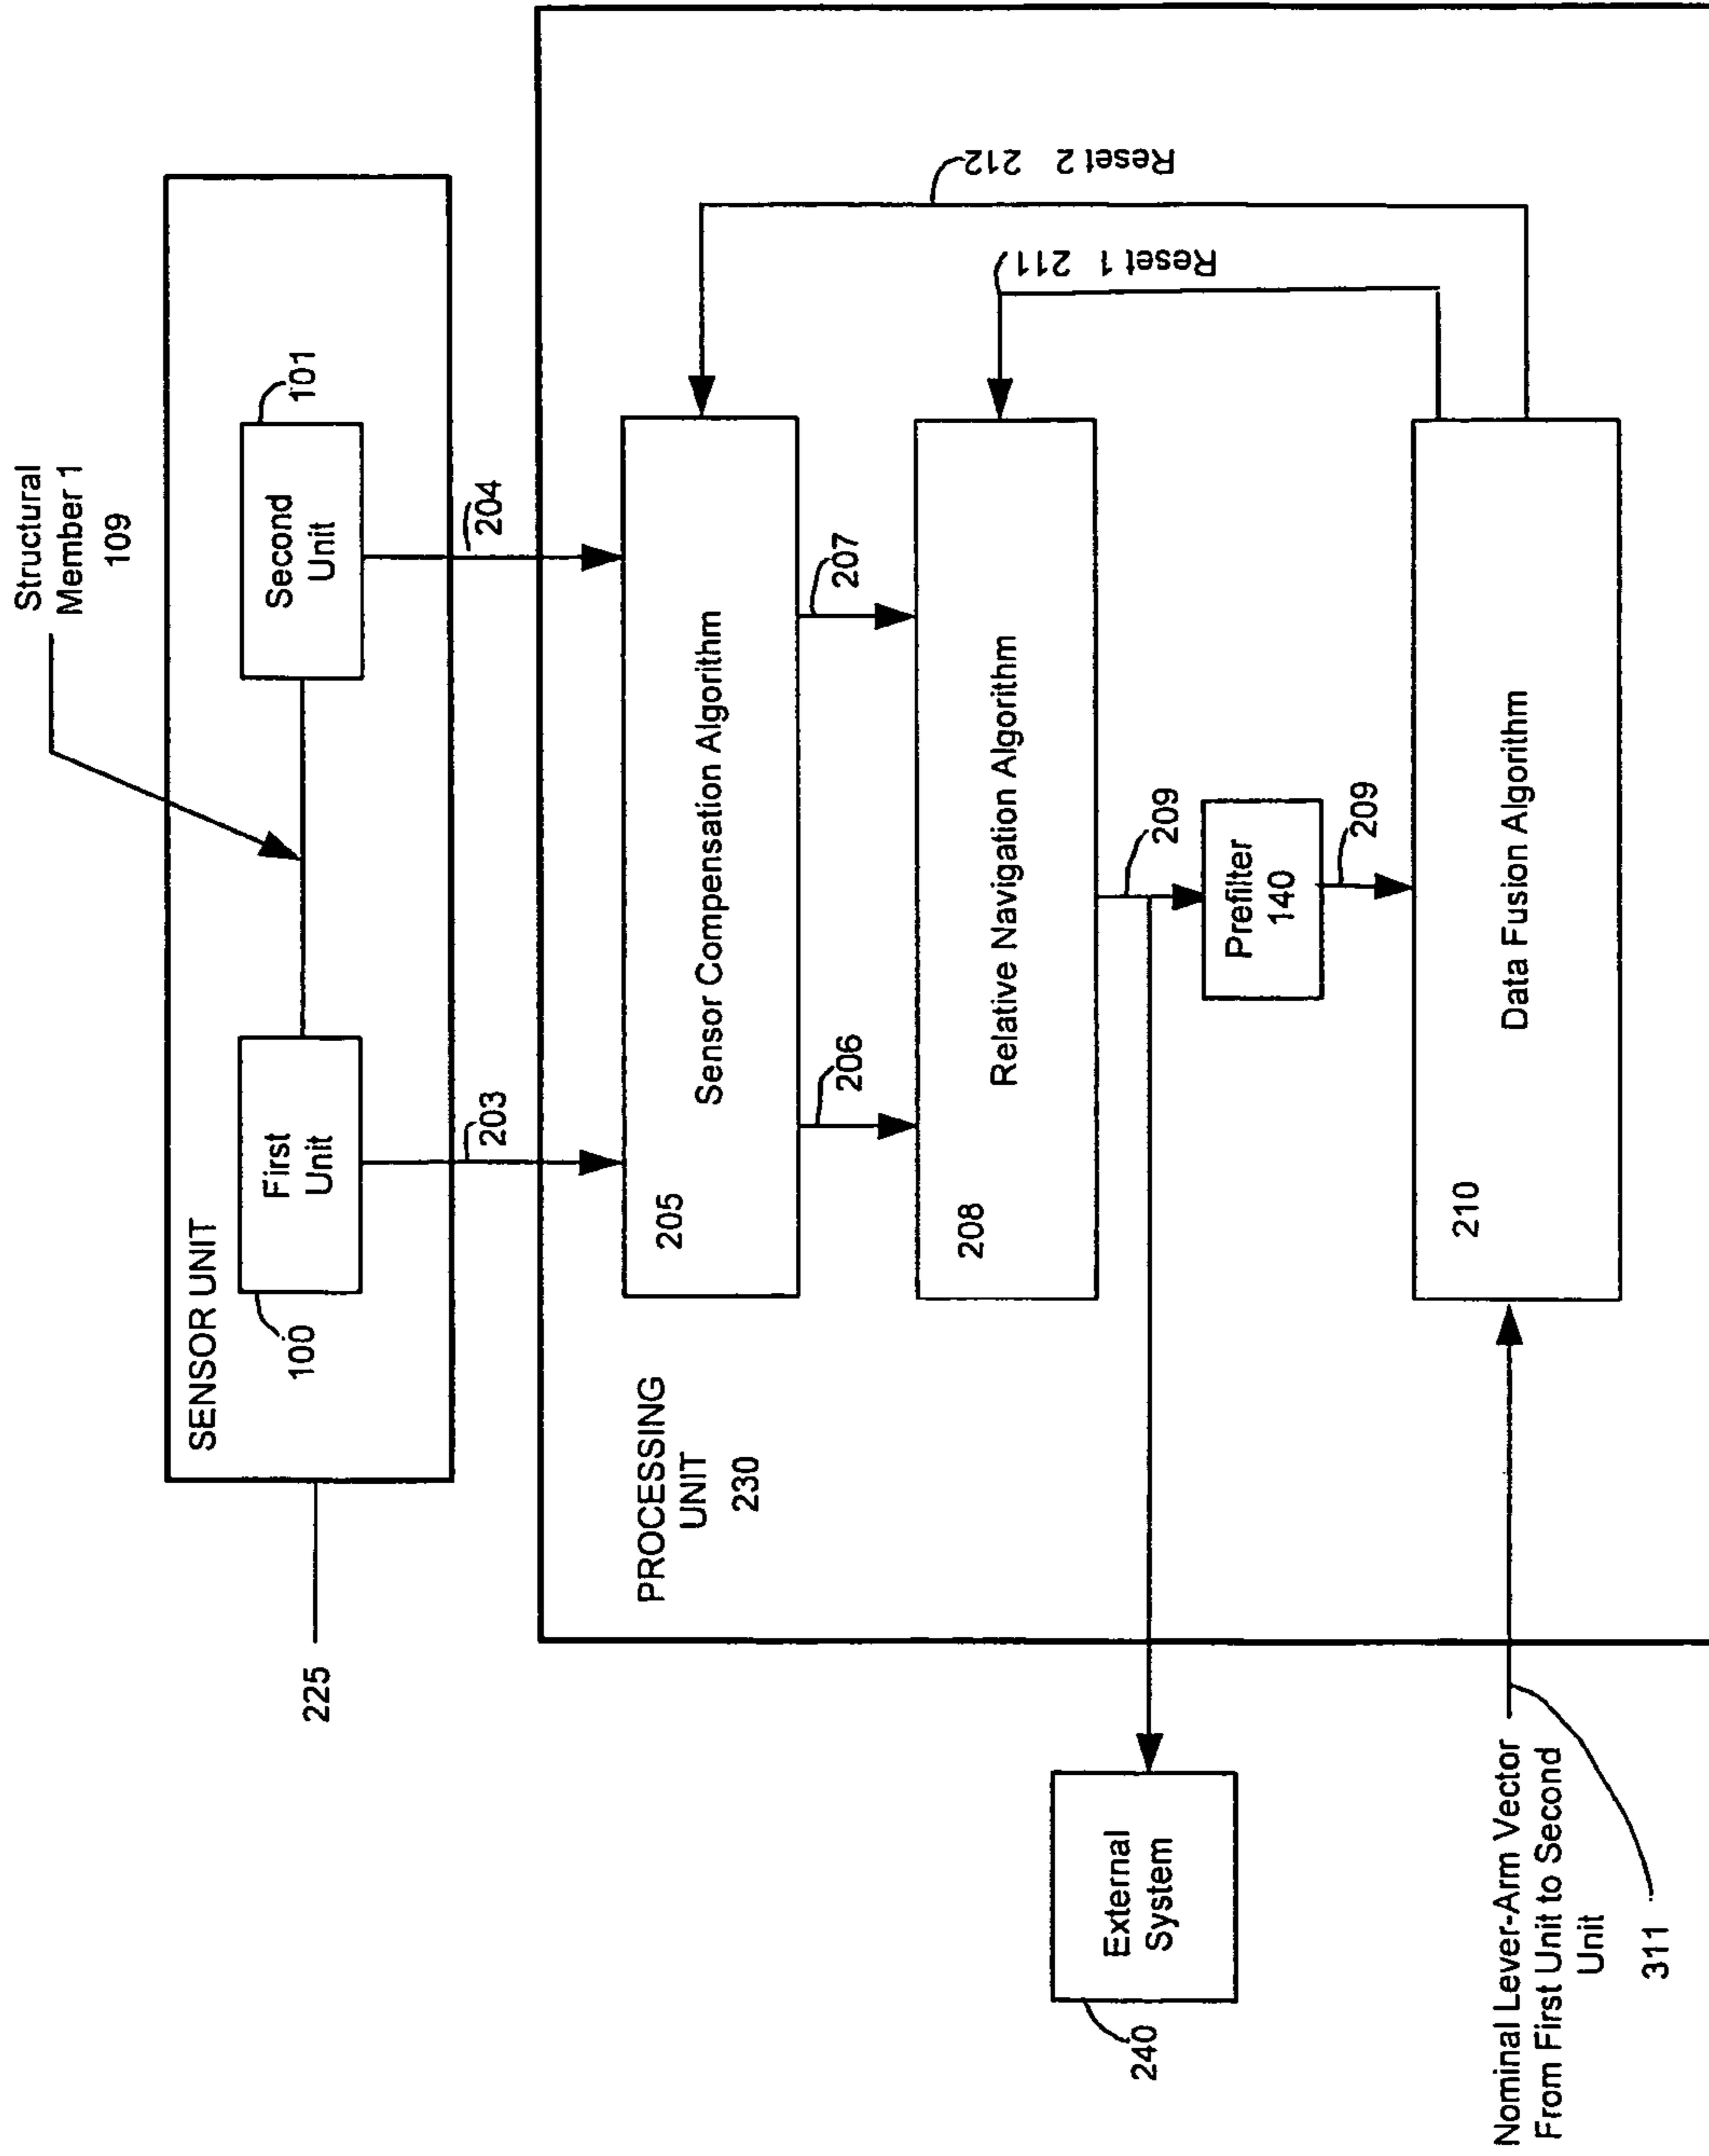 Structural
Member 1
109
SENSOR UNIT
First
Unit
Second
Unit
100
101
225
203
204
PROCESSING
UNIT
230
205
Sensor Compensation Algorithm
206
207
208
Relative Navigation Algorithm
209
Prefilter
140
209
210
Data Fusion Algorithm
Reset 1 211
Reset 2 212
External
System
240
Nominal Lever-Arm Vector
From First Unit to Second
Unit
311